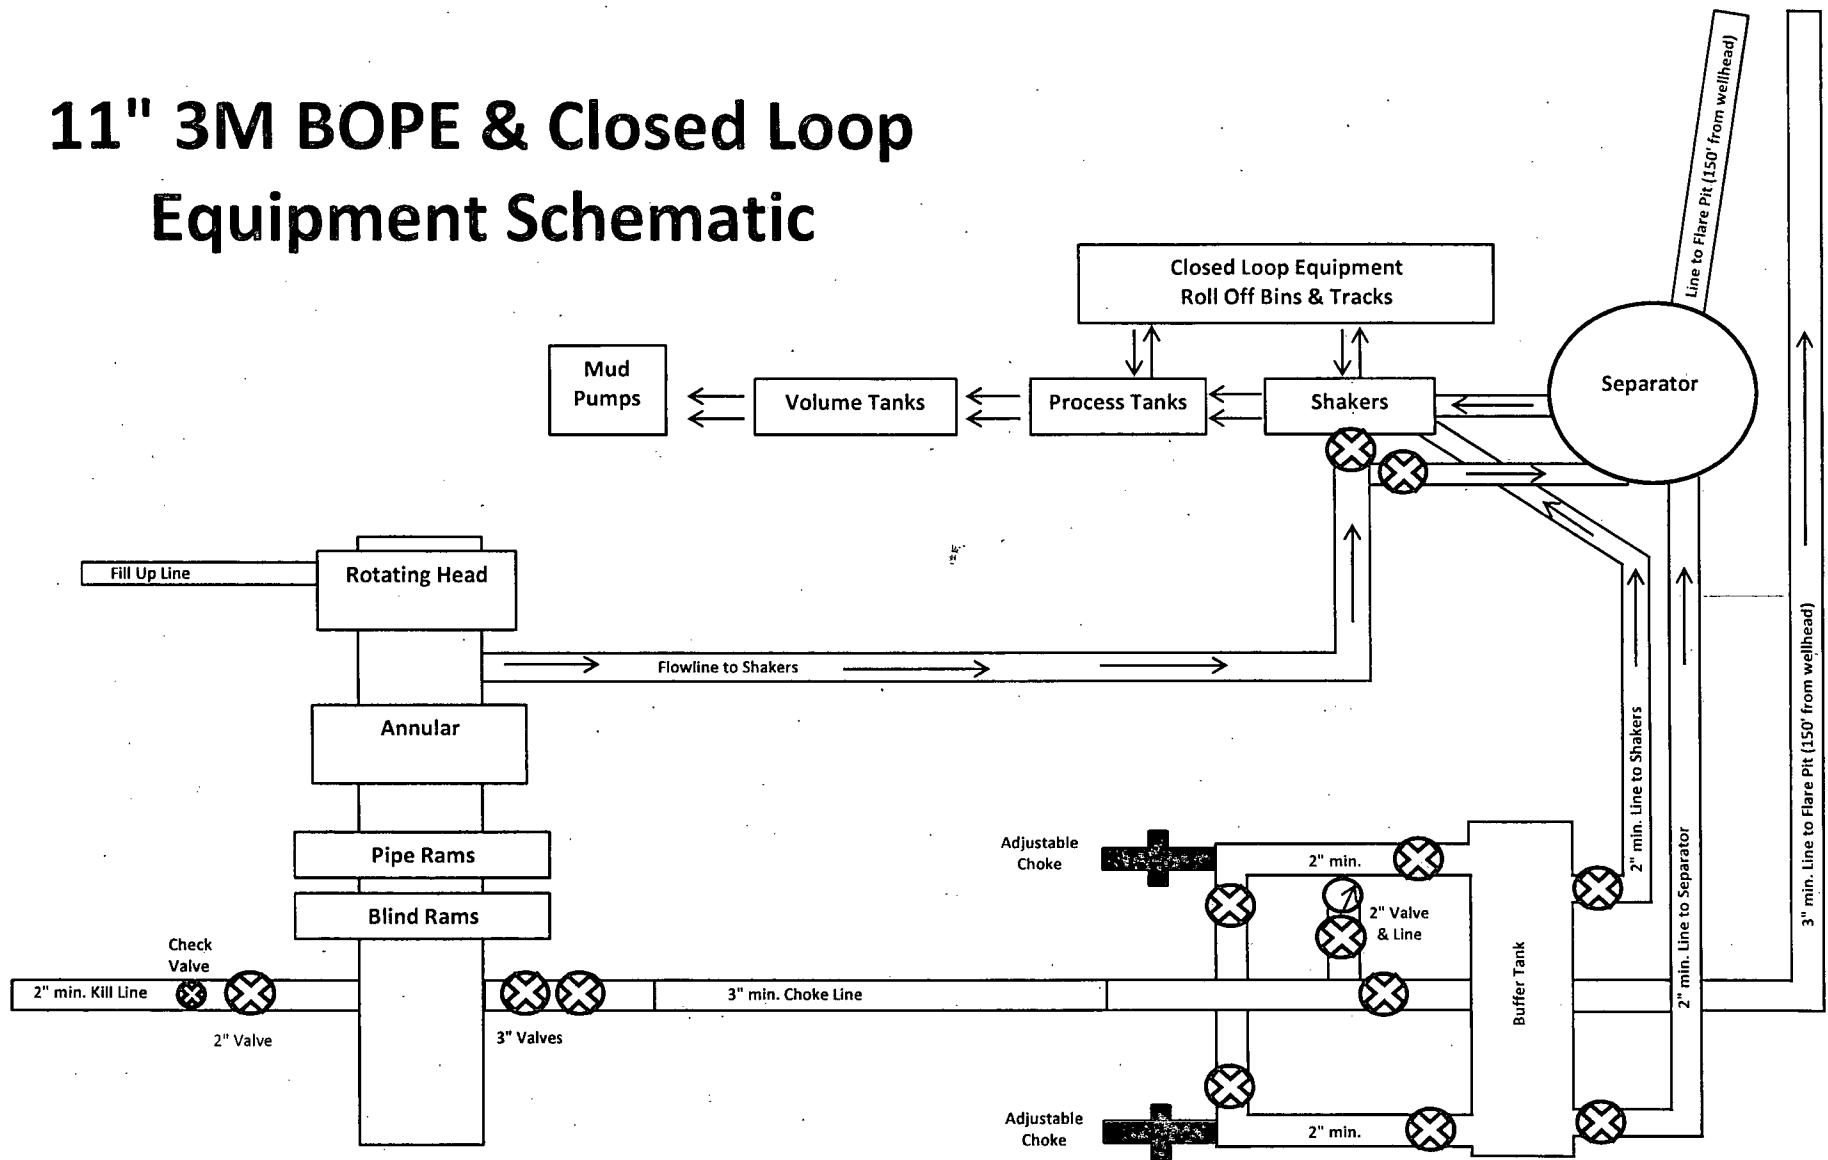 11" 3M BOPE & Closed Loop
Equipment Schematic
Line to Flare Pit (150' from wellhead)
Closed Loop Equipment
Roll Off Bins & Tracks
Mud
Pumps
Volume Tanks
Process Tanks
Shakers
Separator
Fill Up Line
Rotating Head
Flowline to Shakers
Annular
Pipe Rams
Blind Rams
Check
Valve
2" min. Kill Line
2" Valve
3" Valves
3" min. Choke Line
Adjustable
Choke
2" min.
2" Valve
& Line
Buffer Tank
Adjustable
Choke
2" min.
2" min. Line to Shakers
2" min. Line to Separator
3" min. Line to Flare Pit (150' from wellhead)